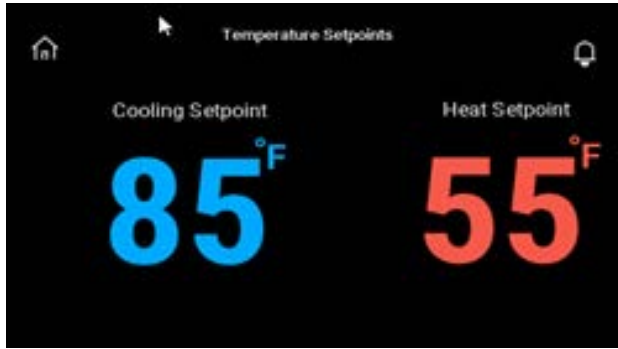 Temperature Setpoints
Cooling Setpoint
Heat Setpoint
85°F
55°F